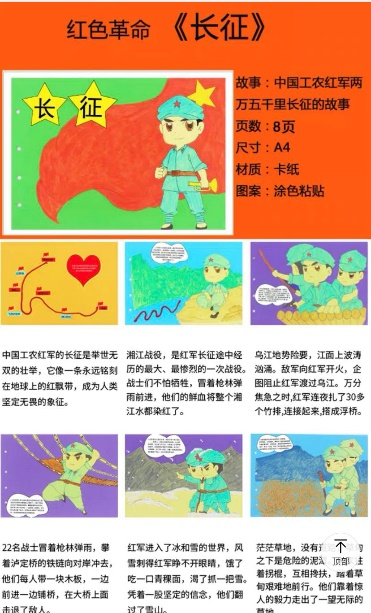 红色革命 《长征》
长 征
故事：中国工农红军两
万五千里长征的故事
页数：8页
尺寸：A4
材质：卡纸
图案：涂色粘贴
中国工农红军的长征是举世无
双的壮举，它像一条永远铭刻
在地球上的红飘带，成为人类
坚定无畏的象征。
湘江战役，是红军长征途中经
历的最大、最惨烈的一次战役。
战士们不怕牺牲，冒着枪林弹
雨前进，他们的鲜血将整个湘
江水都染红了。
乌江地势险要，江面上波涛
汹涌。敌军向红军开火，企
图阻止红军渡过乌江。万分
焦急之时,红军连夜扎了30多
个竹排,连接起来,搭成浮桥。
22名战士冒着枪林弹雨，攀
着泸定桥的铁链向对岸冲去，
他们每人带一块木板，一边
前进一边铺桥，在大桥上面
击退了敌人。
红军进入了冰和雪的世界，风
雪刺得红军睁不开眼睛，饿了
吃一口青稞面，渴了抓一把雪。
凭着一股坚定的信念，他们翻
过了雪山。
茫茫草地，没有
之下是危险的泥
着拐棍，互相搀扶，踏着草
甸艰难地前行。他们靠着惊
人的毅力走出了一望无际的
草地
顶部